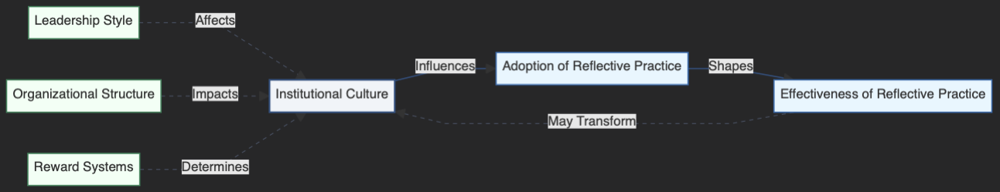 Leadership Style
Affects
Organizational Structure
Impacts
Reward Systems
Determines
Institutional Culture
Influences
Adoption of Reflective Practice
Shapes
Effectiveness of Reflective Practice
May Transform